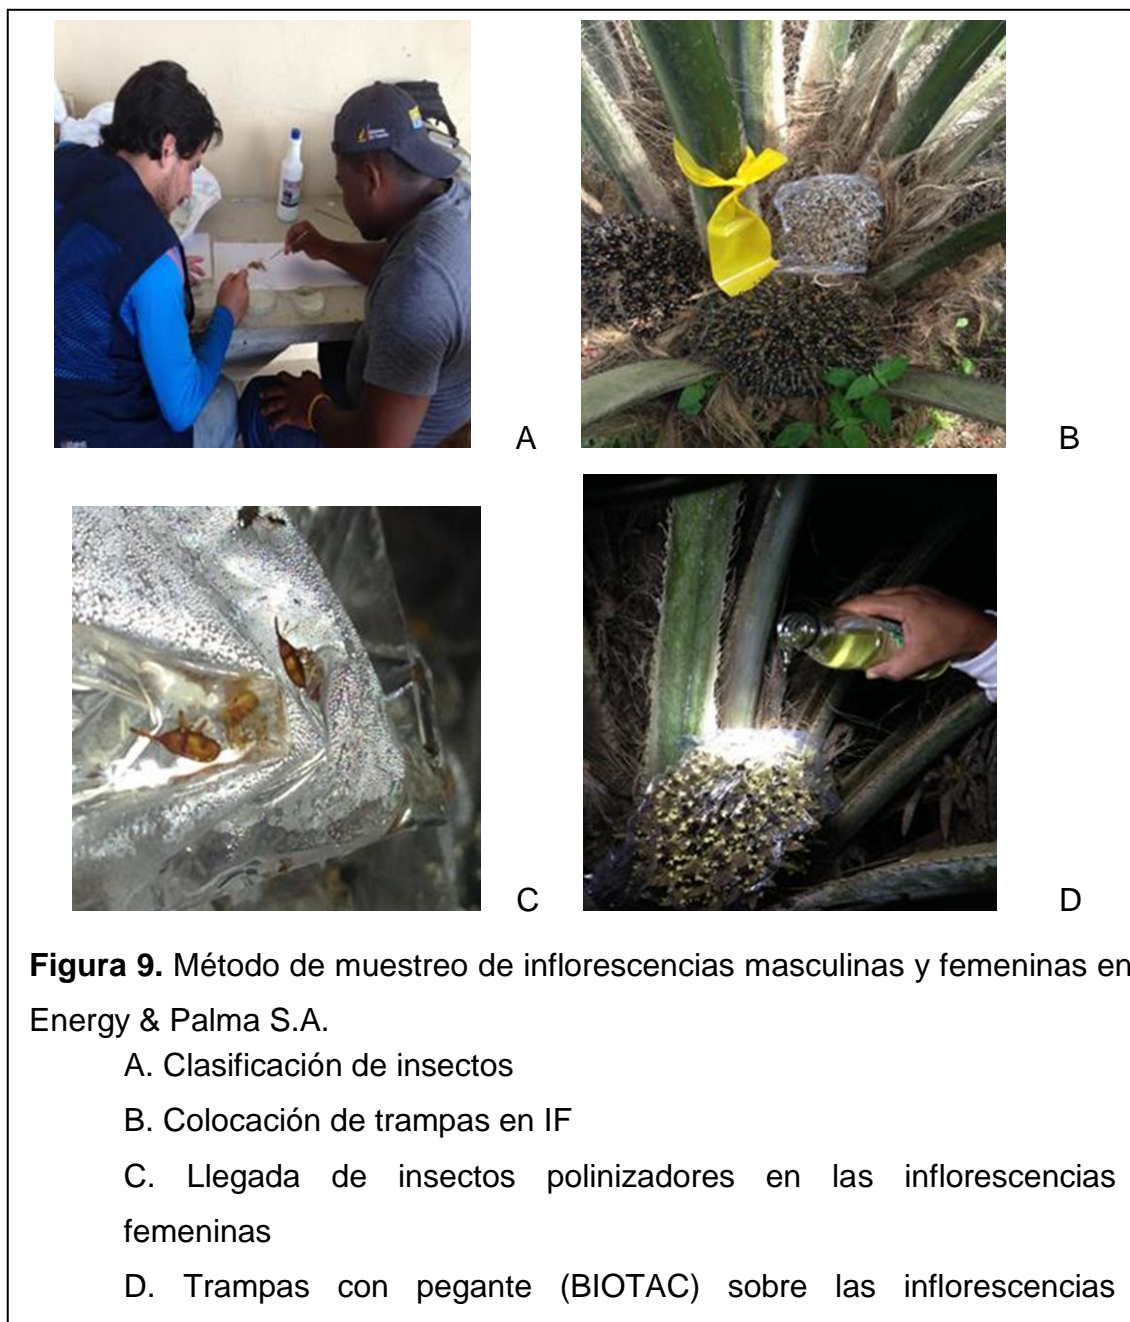 A
B
C
D
Figura 9. Método de muestreo de inflorescencias masculinas y femeninas en
Energy & Palma S.A.
A. Clasificación de insectos
B. Colocación de trampas en IF
C. Llegada de insectos polinizadores en las inflorescencias
femeninas
D. Trampas con pegante (BIOTAC) sobre las inflorescencias